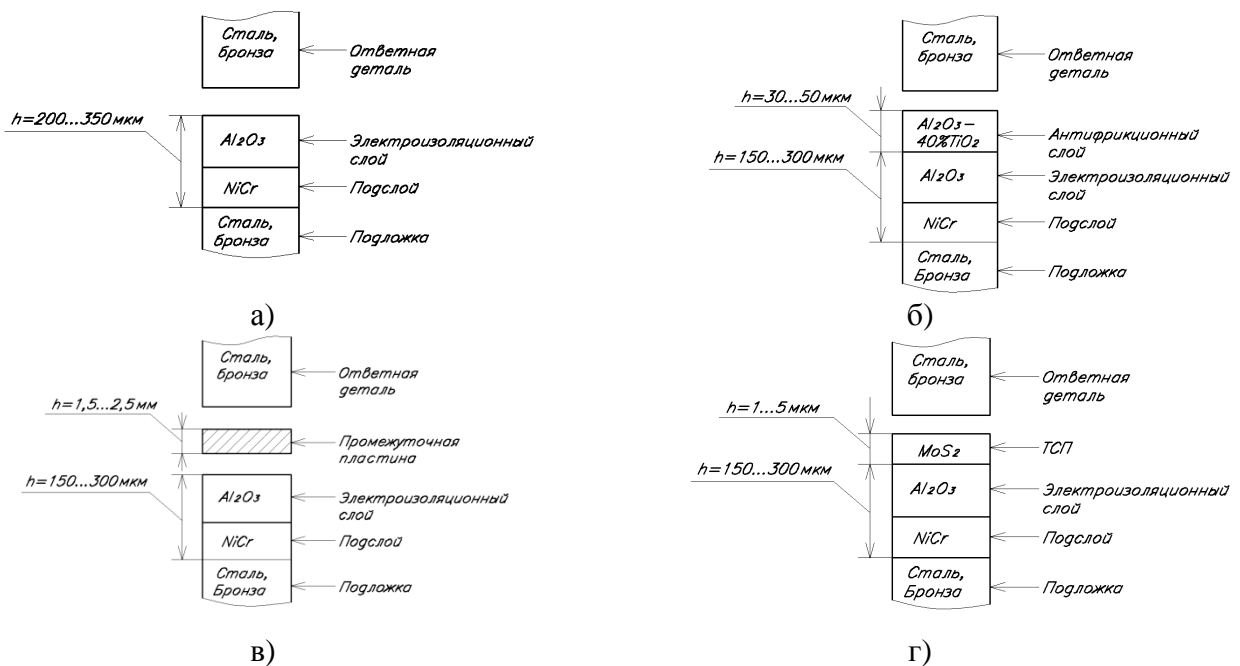 Сталь,
бронза
Ответная
деталь
h=200...350 мкм
Al₂O₃
Электроизоляционный
слой
NiCr
Подслой
Сталь,
бронза
Подложка
а)
Сталь,
бронза
Ответная
деталь
h=30...50 мкм
Al₂O₃–
40%TiO₂
Антифрикционный
слой
h=150...300 мкм
Al₂O₃
Электроизоляционный
слой
NiCr
Подслой
Сталь,
Бронза
Подложка
б)
Сталь,
бронза
Ответная
деталь
h=1,5...2,5 мм
Промежуточная
пластина
h=150...300 мкм
Al₂O₃
Электроизоляционный
слой
NiCr
Подслой
Сталь,
Бронза
Подложка
в)
Сталь,
бронза
Ответная
деталь
h=1...5 мкм
MoS₂
ТСП
h=150...300 мкм
Al₂O₃
Электроизоляционный
слой
NiCr
Подслой
Сталь,
Бронза
Подложка
г)